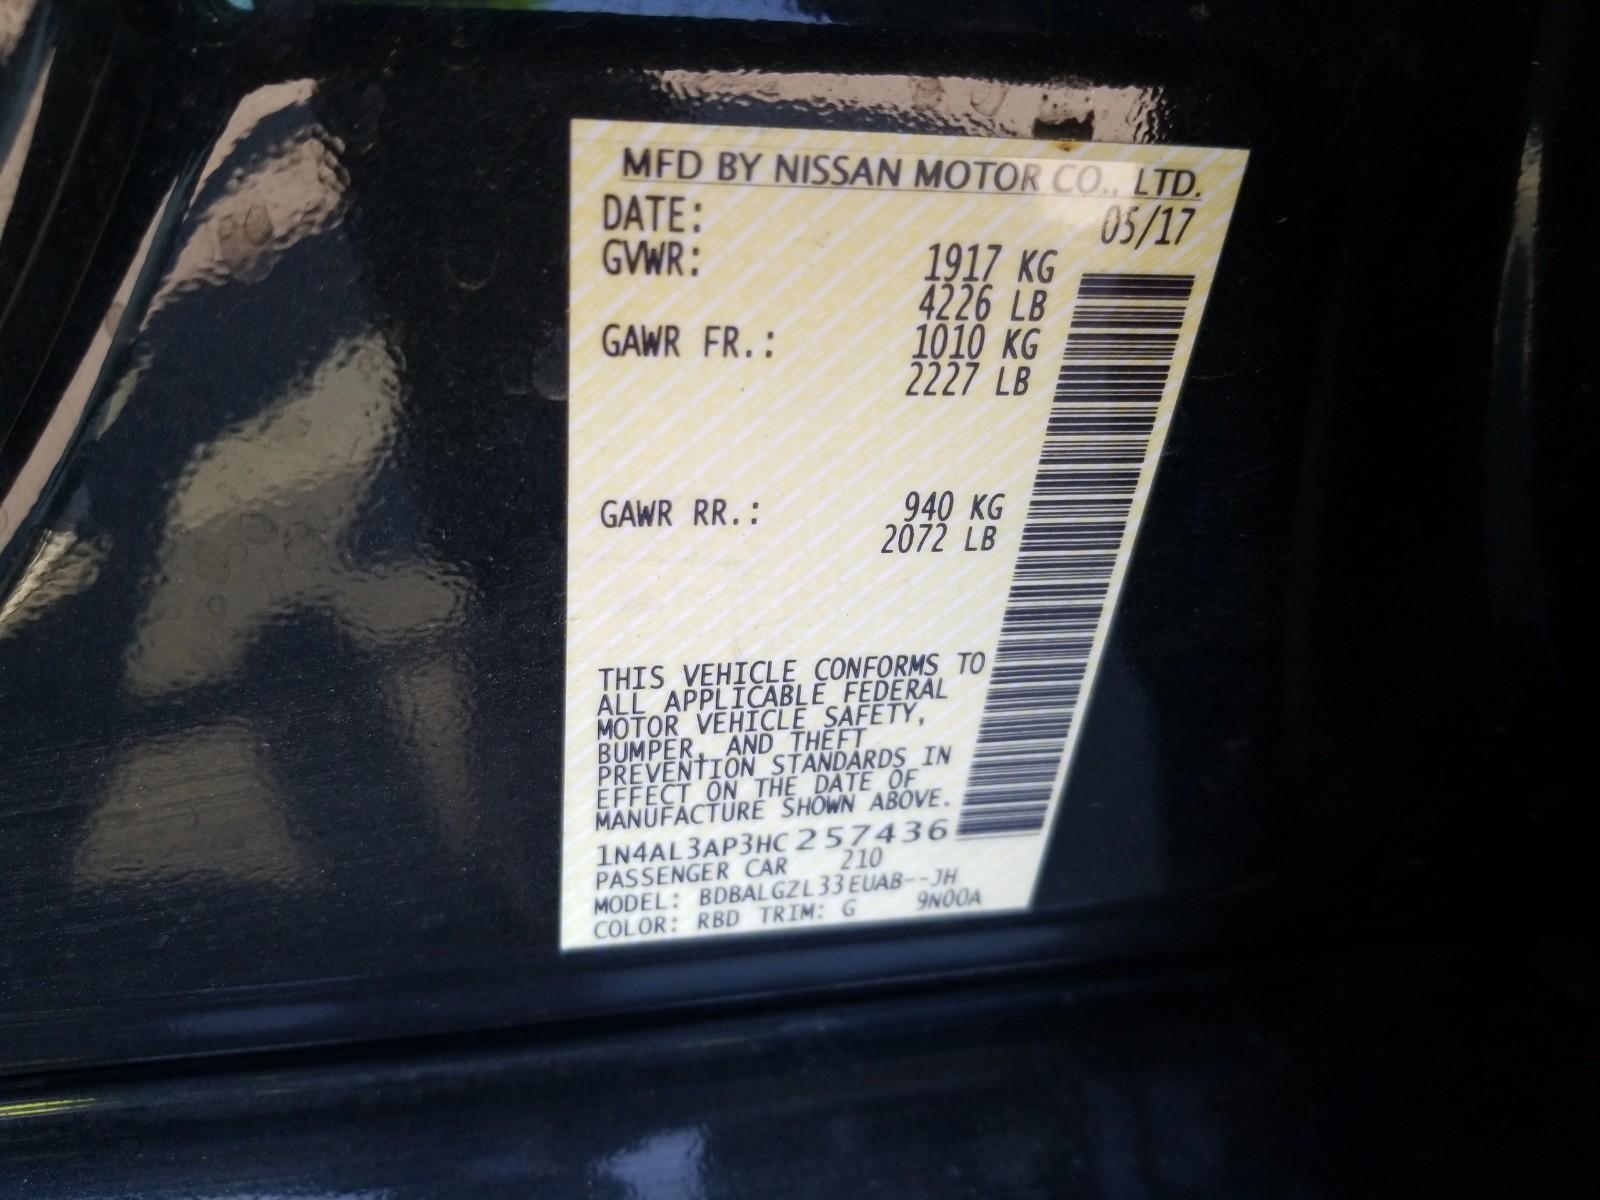 MFD BY NISSAN MOTOR CO., LTD.
DATE: 05/17
GVWR: 1917 KG
4226 LB
GAWR FR.: 1010 KG
2227 LB
GAWR RR.: 940 KG
2072 LB
THIS VEHICLE CONFORMS TO
ALL APPLICABLE FEDERAL
MOTOR VEHICLE SAFETY,
BUMPER, AND THEFT
PREVENTION STANDARDS IN
EFFECT ON THE DATE OF
MANUFACTURE SHOWN ABOVE.
1N4AL3AP3HC257436
PASSENGER CAR 210
MODEL: BDBALGZL33EUAB--JH
COLOR: RBD TRIM: G 9N00A